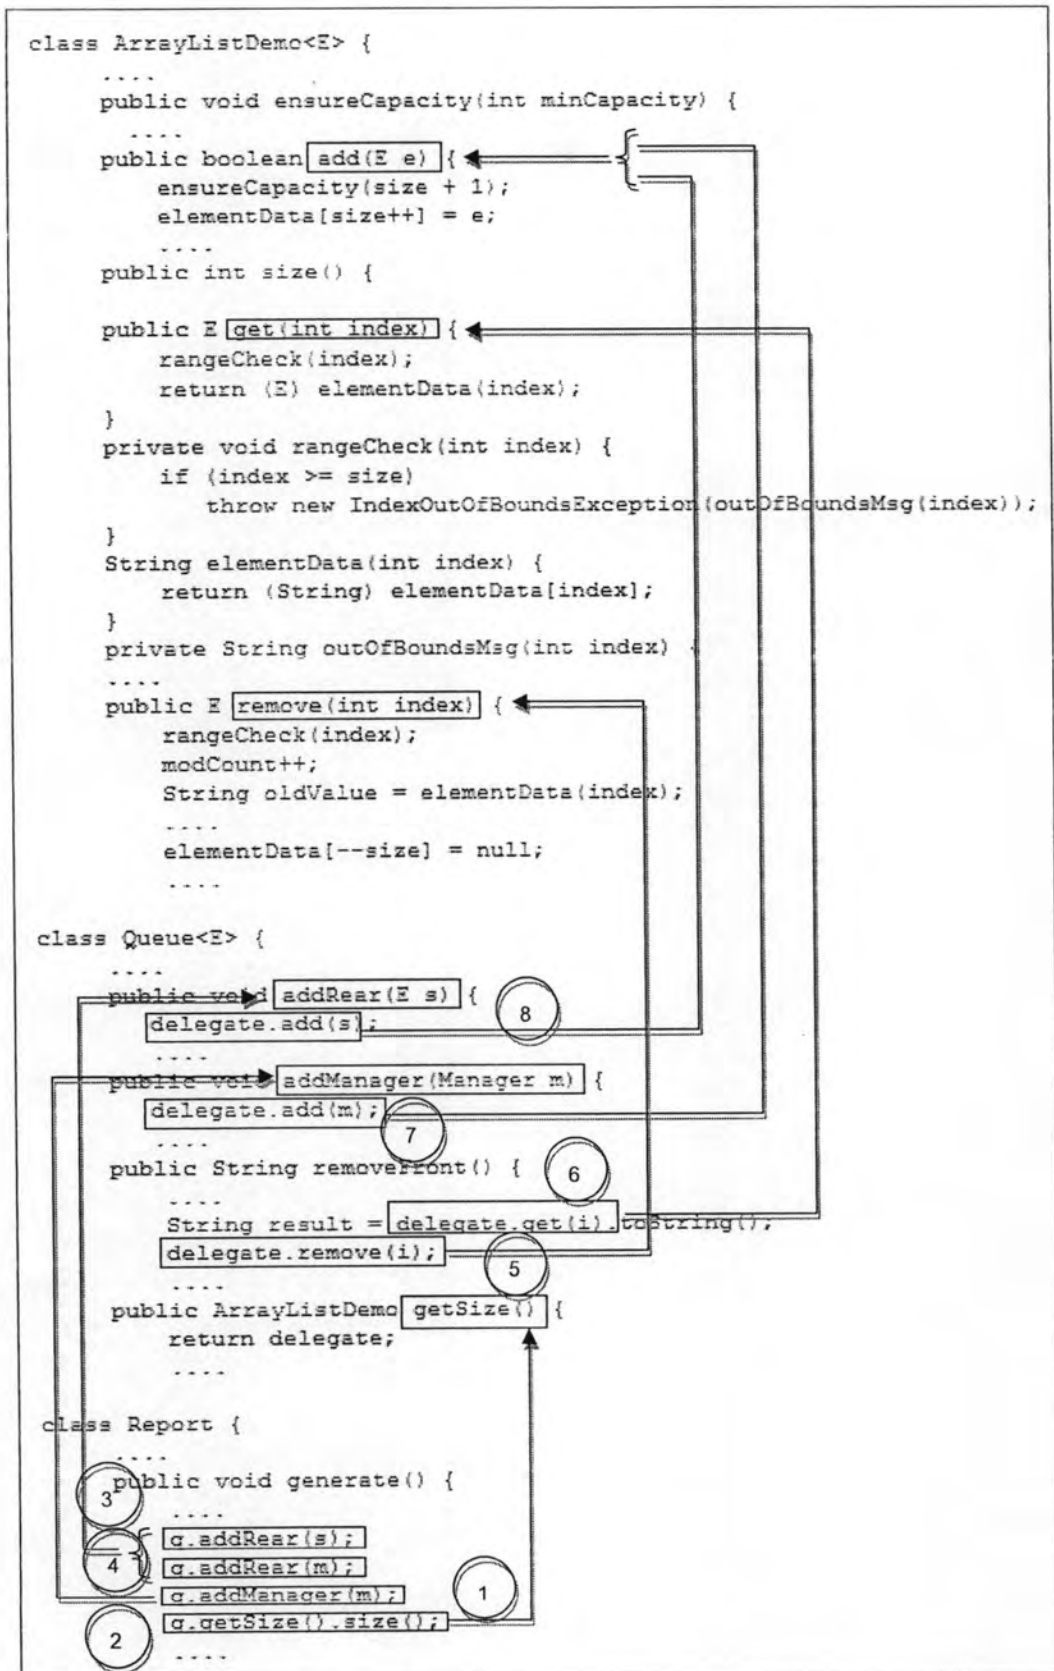 class ArrayListDemo<E> {
....
public void ensureCapacity(int minCapacity) {
....
public boolean add(E e) {
ensureCapacity(size + 1);
elementData[size++] = e;
....
public int size() {
public E get(int index) {
rangeCheck(index);
return (E) elementData(index);
}
private void rangeCheck(int index) {
if (index >= size)
throw new IndexOutOfBoundsException(outOfBoundsMsg(index));
}
String elementData(int index) {
return (String) elementData[index];
}
private String outOfBoundsMsg(int index) {
....
public E remove(int index) {
rangeCheck(index);
modCount++;
String oldValue = elementData(index);
....
elementData[--size] = null;
....
class Queue<E> {
....
public void addRear(E s) {
8
delegate.add(s);
....
public void addManager(Manager m) {
delegate.add(m);
7
....
public String removeFront() {
6
....
String result = delegate.get(i).toString();
delegate.remove(i);
5
....
public ArrayListDemo getSize() {
return delegate;
....
class Report {
....
public void generate() {
3
....
q.addRear(s);
4
q.addRear(m);
q.addManager(m);
1
q.getSize().size();
2
....